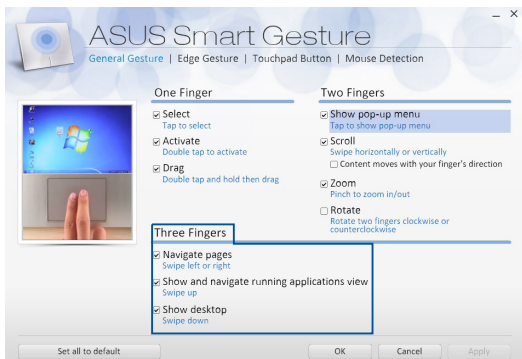 ASUS Smart Gesture
General Gesture | Edge Gesture | Touchpad Button | Mouse Detection
One Finger
Select
Tap to select
Activate
Double tap to activate
Drag
Double tap and hold then drag
Two Fingers
Show pop-up menu
Tap to show pop-up menu
Scroll
Swipe horizontally or vertically
Content moves with your finger's direction
Zoom
Pinch to zoom in/out
Rotate
Rotate two fingers clockwise or
counterclockwise
Three Fingers
Navigate pages
Swipe left or right
Show and navigate running applications view
Swipe up
Show desktop
Swipe down
Set all to default
OK
Cancel
Apply